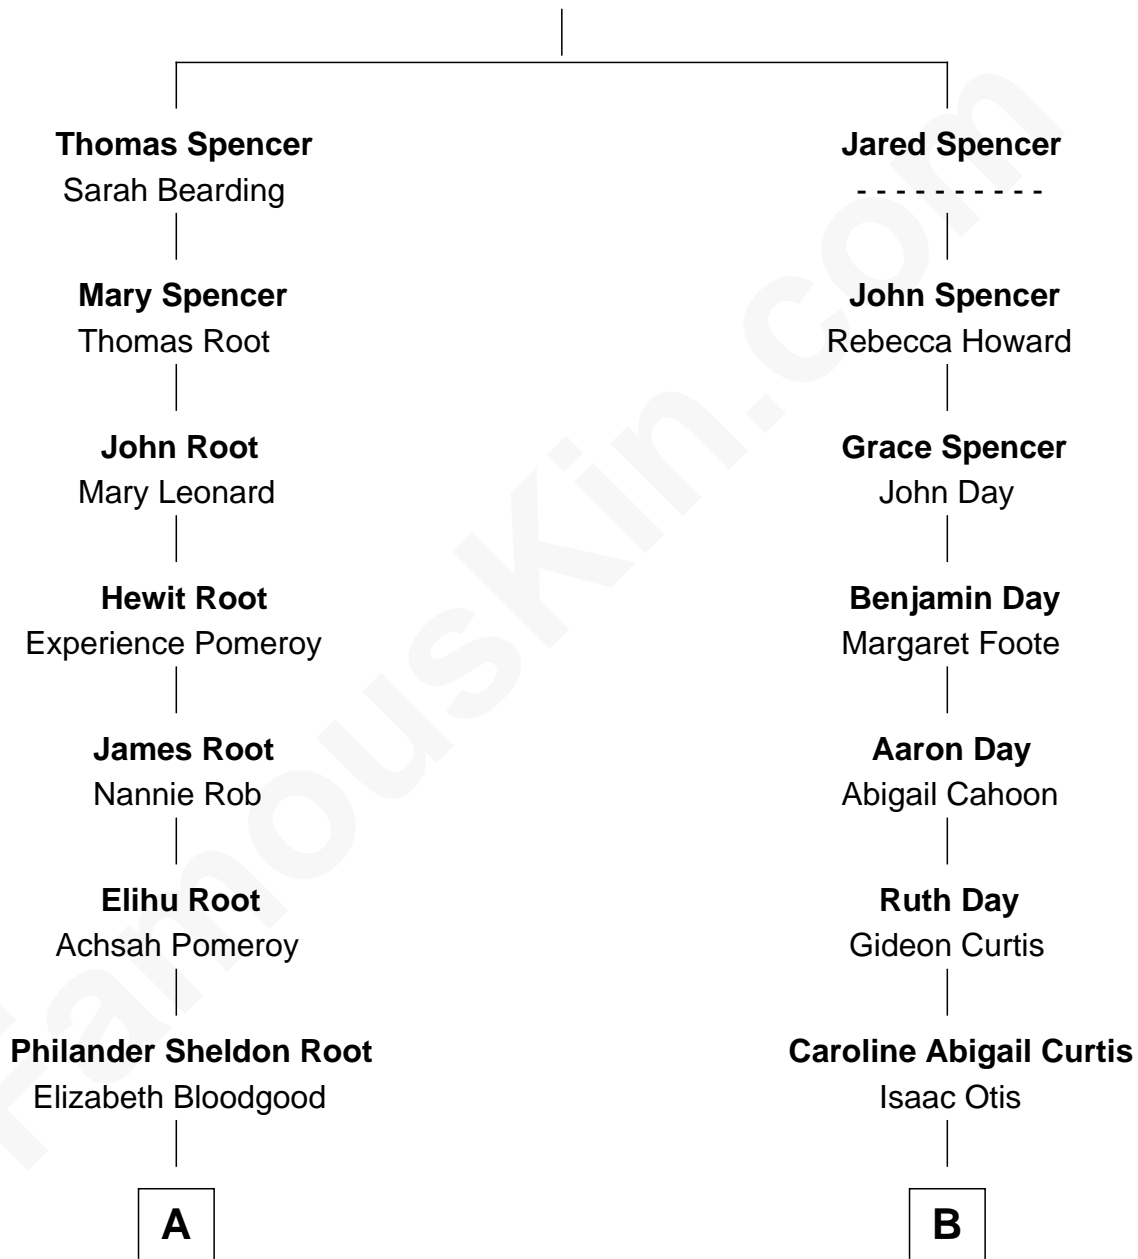 Thomas Spencer
Sarah Bearding
Mary Spencer
Thomas Root
John Root
Mary Leonard
Hewit Root
Experience Pomeroy
James Root
Nannie Rob
Elihu Root
Achsah Pomeroy
Philander Sheldon Root
Elizabeth Bloodgood
A
Jared Spencer
- - - - - - - - - -
John Spencer
Rebecca Howard
Grace Spencer
John Day
Benjamin Day
Margaret Foote
Aaron Day
Abigail Cahoon
Ruth Day
Gideon Curtis
Caroline Abigail Curtis
Isaac Otis
B
FamousKin.com